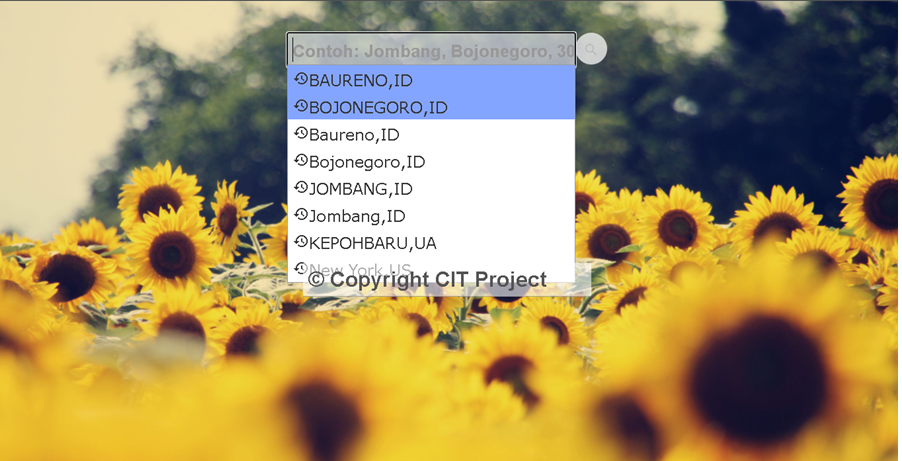 Contoh: Jombang, Bojonegoro, 30
BAURENO,ID
BOJONEGORO,ID
Baureno,ID
Bojonegoro,ID
JOMBANG,ID
Jombang,ID
KEPOHBARU,UA
New York,US
© Copyright CIT Project